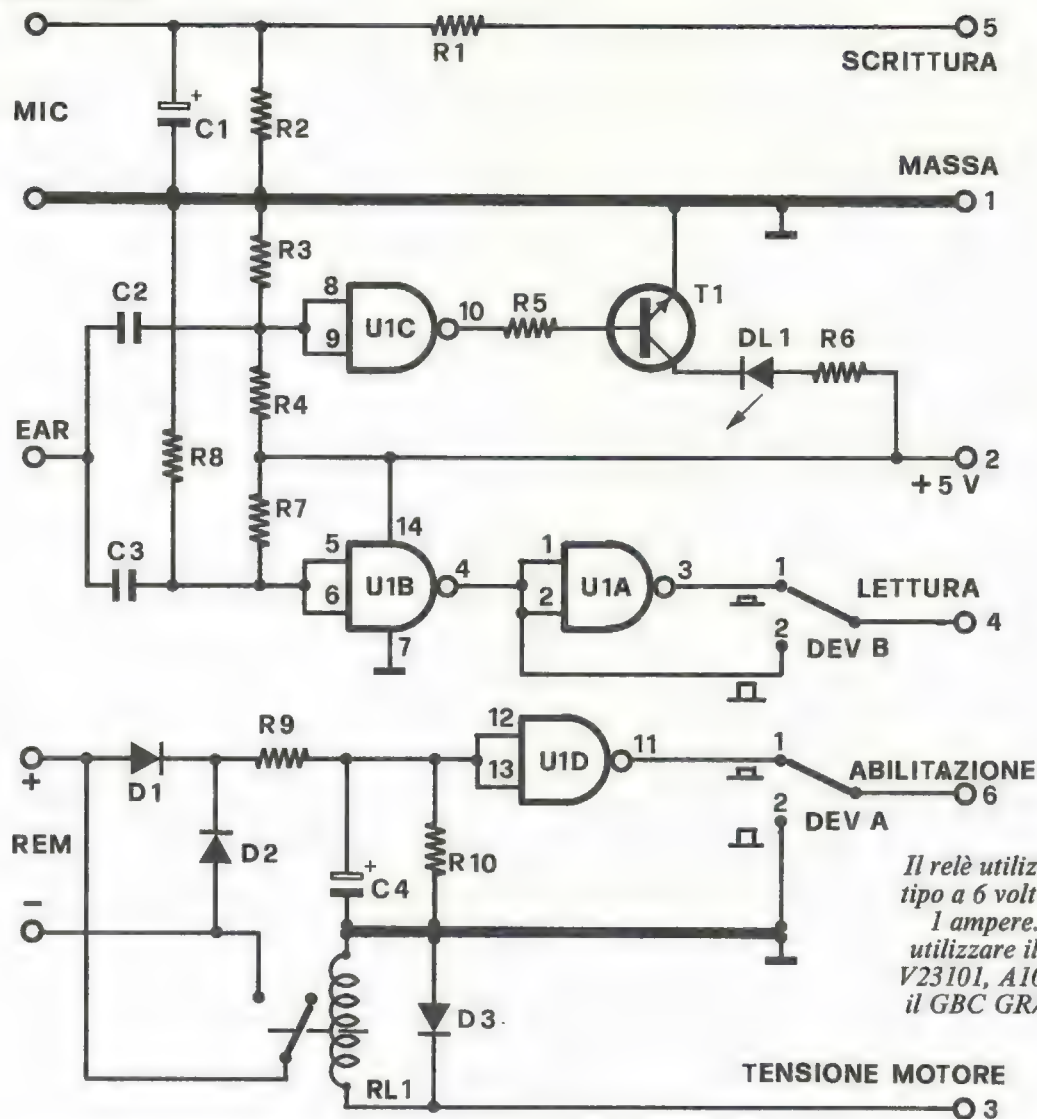 R1
5
SCRITTURA
MIC
+
C1
R2
MASSA
1
R3
C2
8
9
U1C
10
R5
T1
DL1
R6
R4
EAR
R8
2
+5 V
R7
14
C3
5
6
U1B
4
7
1
2
U1A
3
1
LETTURA
4
2
DEV B
R9
12
13
U1D
11
1
ABILITAZIONE
6
+
D1
2
DEV A
REM
D2
+
C4
R10
–
Il relè utiliz
tipo a 6 volt
1 ampere.
utilizzare il
V23101, A10
il GBC GRA
D3
RL1
TENSIONE MOTORE
3